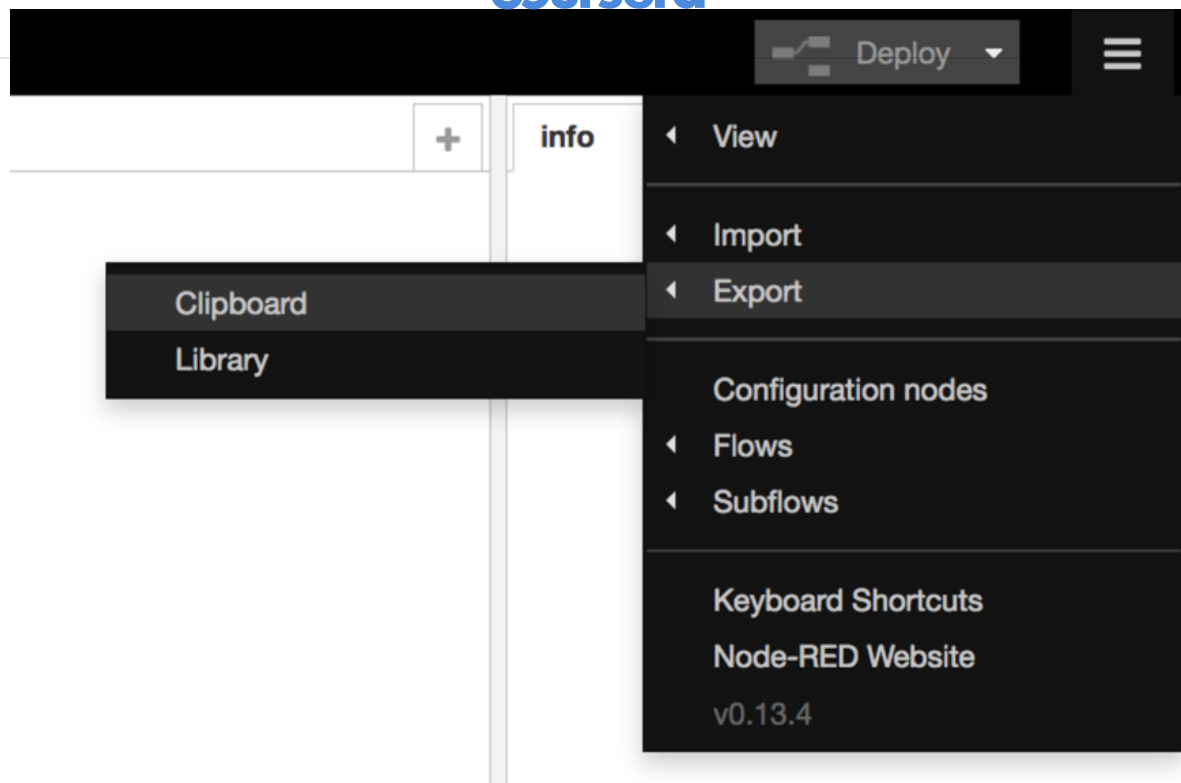 coursera
Deploy
+
info
View
Import
Export
Clipboard
Library
Configuration nodes
Flows
Subflows
Keyboard Shortcuts
Node-RED Website
v0.13.4